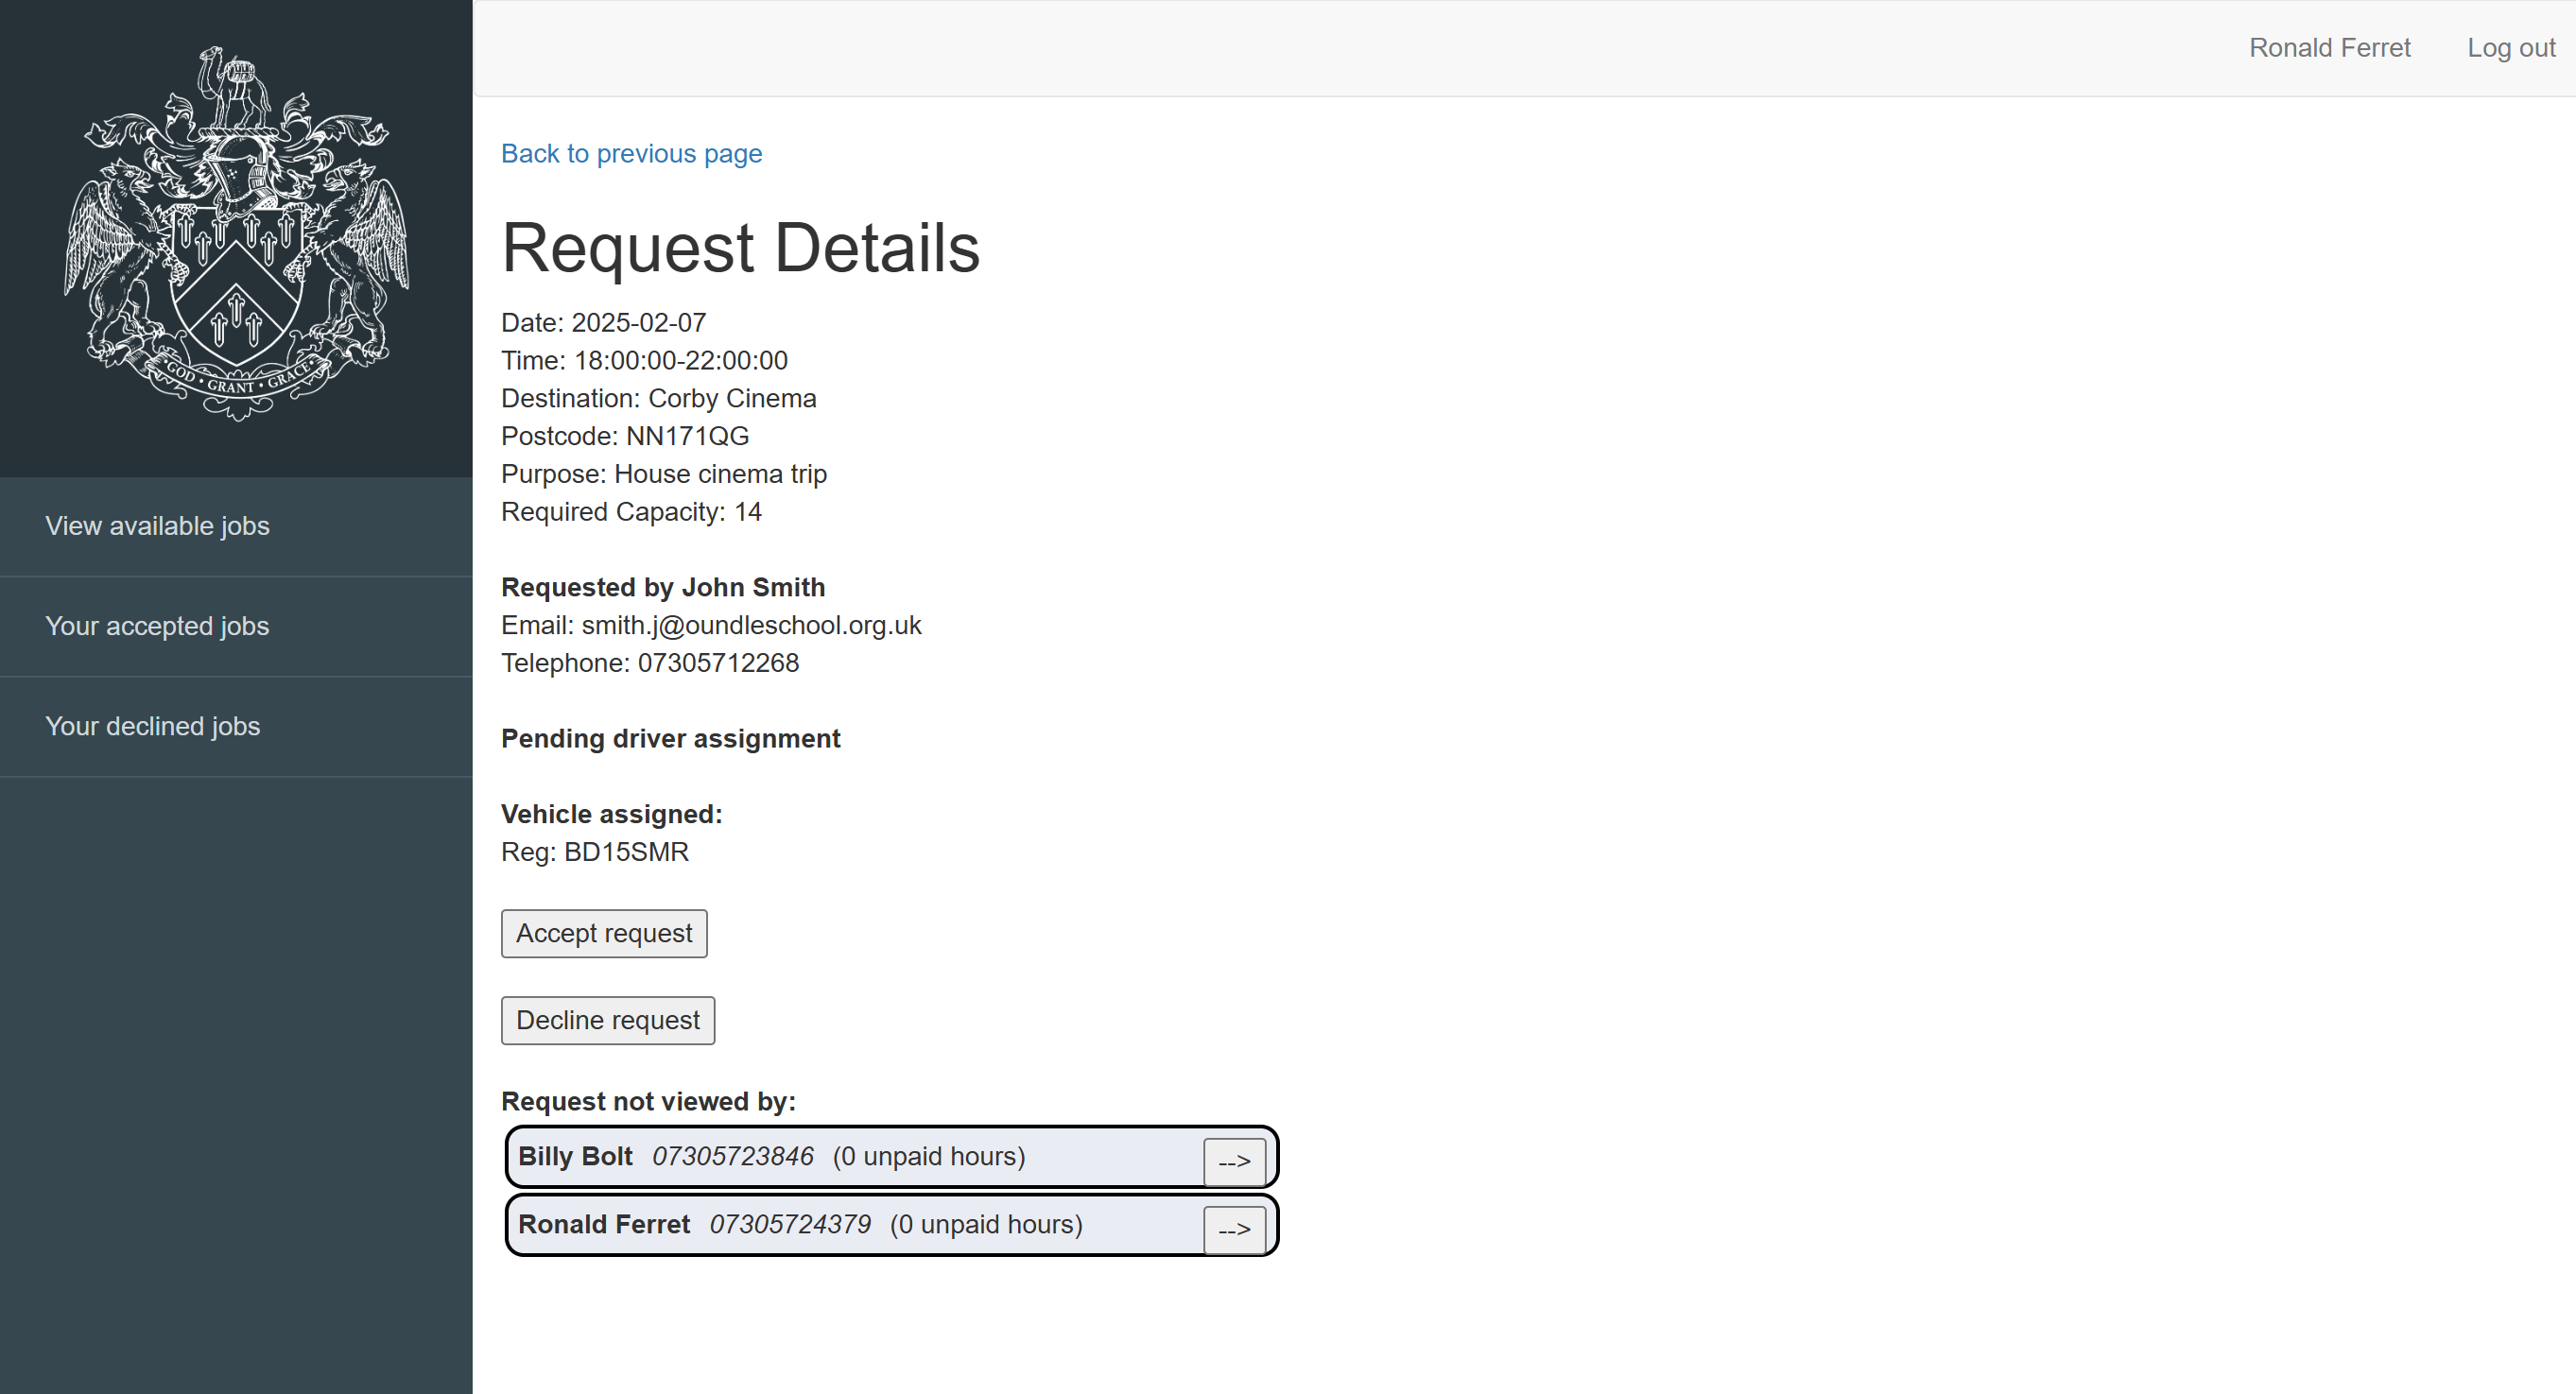 GOD · GRANT · GRACE
Ronald Ferret
Log out
View available jobs
Your accepted jobs
Your declined jobs
Back to previous page
Request Details
Date: 2025-02-07
Time: 18:00:00-22:00:00
Destination: Corby Cinema
Postcode: NN171QG
Purpose: House cinema trip
Required Capacity: 14
Requested by John Smith
Email: smith.j@oundleschool.org.uk
Telephone: 07305712268
Pending driver assignment
Vehicle assigned:
Reg: BD15SMR
Accept request
Decline request
Request not viewed by:
Billy Bolt 07305723846 (0 unpaid hours) -->
Ronald Ferret 07305724379 (0 unpaid hours) -->